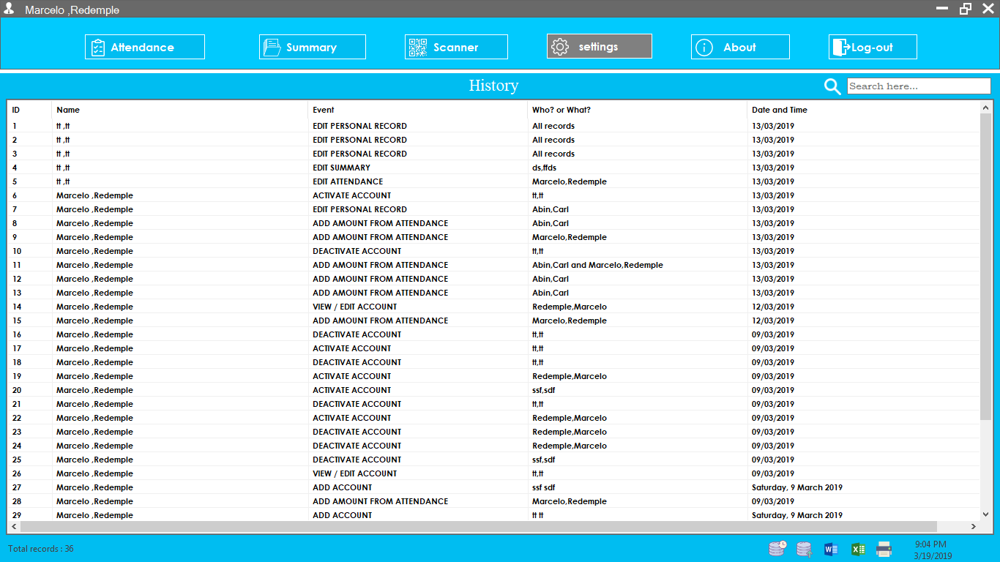 Marcelo ,Redemple
Attendance Summary Scanner settings About Log-out
History Search here...
ID Name Event Who? or What? Date and Time
1 tt ,tt EDIT PERSONAL RECORD All records 13/03/2019
2 tt ,tt EDIT PERSONAL RECORD All records 13/03/2019
3 tt ,tt EDIT PERSONAL RECORD All records 13/03/2019
4 tt ,tt EDIT SUMMARY ds,ffds 13/03/2019
5 tt ,tt EDIT ATTENDANCE Marcelo,Redemple 13/03/2019
6 Marcelo ,Redemple ACTIVATE ACCOUNT tt,tt 13/03/2019
7 Marcelo ,Redemple EDIT PERSONAL RECORD Abin,Carl 13/03/2019
8 Marcelo ,Redemple ADD AMOUNT FROM ATTENDANCE Abin,Carl 13/03/2019
9 Marcelo ,Redemple ADD AMOUNT FROM ATTENDANCE Marcelo,Redemple 13/03/2019
10 Marcelo ,Redemple DEACTIVATE ACCOUNT tt,tt 13/03/2019
11 Marcelo ,Redemple ADD AMOUNT FROM ATTENDANCE Abin,Carl and Marcelo,Redemple 13/03/2019
12 Marcelo ,Redemple ADD AMOUNT FROM ATTENDANCE Abin,Carl 13/03/2019
13 Marcelo ,Redemple ADD AMOUNT FROM ATTENDANCE Abin,Carl 13/03/2019
14 Marcelo ,Redemple VIEW / EDIT ACCOUNT Redemple,Marcelo 12/03/2019
15 Marcelo ,Redemple ADD AMOUNT FROM ATTENDANCE Marcelo,Redemple 12/03/2019
16 Marcelo ,Redemple DEACTIVATE ACCOUNT tt,tt 09/03/2019
17 Marcelo ,Redemple ACTIVATE ACCOUNT tt,tt 09/03/2019
18 Marcelo ,Redemple DEACTIVATE ACCOUNT tt,tt 09/03/2019
19 Marcelo ,Redemple ACTIVATE ACCOUNT Redemple,Marcelo 09/03/2019
20 Marcelo ,Redemple ACTIVATE ACCOUNT ssf,sdf 09/03/2019
21 Marcelo ,Redemple DEACTIVATE ACCOUNT tt,tt 09/03/2019
22 Marcelo ,Redemple ACTIVATE ACCOUNT Redemple,Marcelo 09/03/2019
23 Marcelo ,Redemple DEACTIVATE ACCOUNT Redemple,Marcelo 09/03/2019
24 Marcelo ,Redemple DEACTIVATE ACCOUNT Redemple,Marcelo 09/03/2019
25 Marcelo ,Redemple DEACTIVATE ACCOUNT ssf,sdf 09/03/2019
26 Marcelo ,Redemple VIEW / EDIT ACCOUNT tt,tt 09/03/2019
27 Marcelo ,Redemple ADD ACCOUNT ssf sdf Saturday, 9 March 2019
28 Marcelo ,Redemple ADD AMOUNT FROM ATTENDANCE Marcelo,Redemple 09/03/2019
29 Marcelo ,Redemple ADD ACCOUNT tt tt Saturday, 9 March 2019
Total records : 36
9:04 PM
3/19/2019